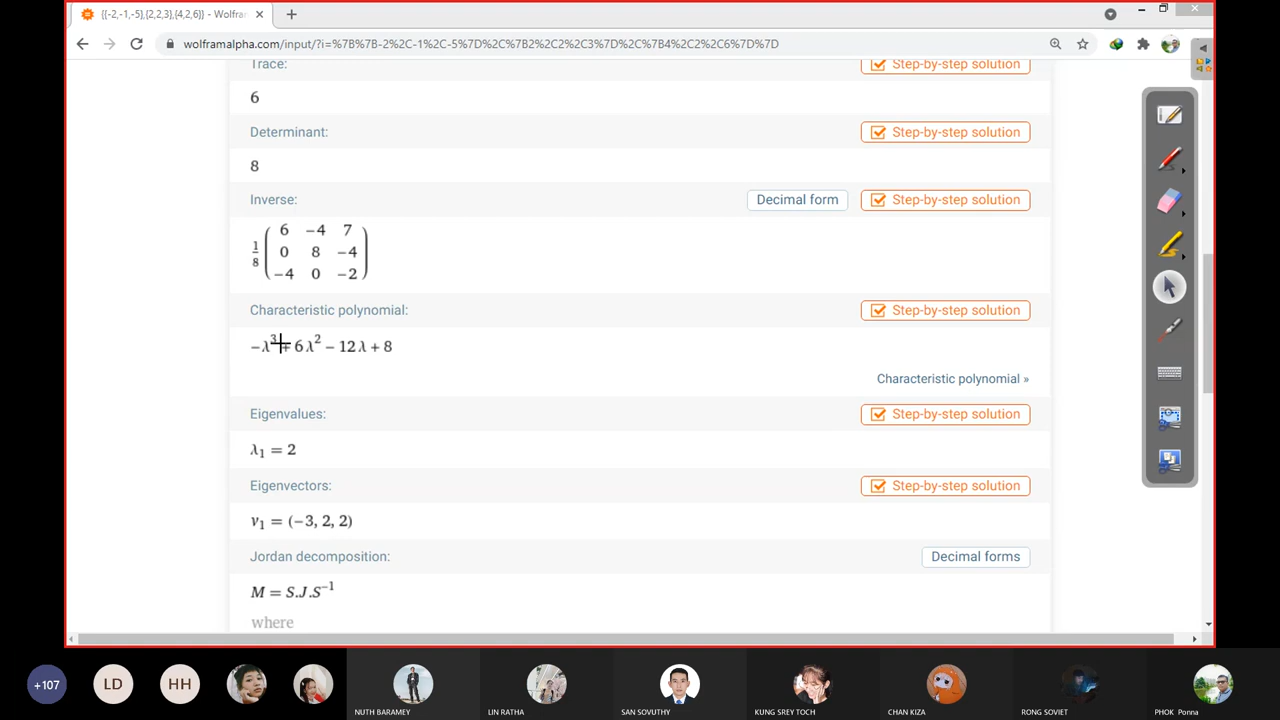 {{-2,-1,-5},{2,2,3},{4,2,6}} - Wolfra
wolframalpha.com/input/?i=%7B%7B-2%2C-1%2C-5%7D%2C%7B2%2C2%2C3%7D%2C%7B4%2C2%2C6%7D%7D
Trace:
Step-by-step solution
6
Determinant:
Step-by-step solution
8
Inverse:
Decimal form
Step-by-step solution
1/8 ( 6 −4 7
0 8 −4
−4 0 −2 )
Characteristic polynomial:
Step-by-step solution
−λ³ + 6 λ² − 12 λ + 8
Characteristic polynomial »
Eigenvalues:
Step-by-step solution
λ₁ = 2
Eigenvectors:
Step-by-step solution
v₁ = (−3, 2, 2)
Jordan decomposition:
Decimal forms
M = S.J.S⁻¹
where
+107
LD
HH
NUTH BARAMEY
LIN RATHA
SAN SOVUTHY
KUNG SREY TOCH
CHAN KIZA
RONG SOVIET
PHOK Ponna